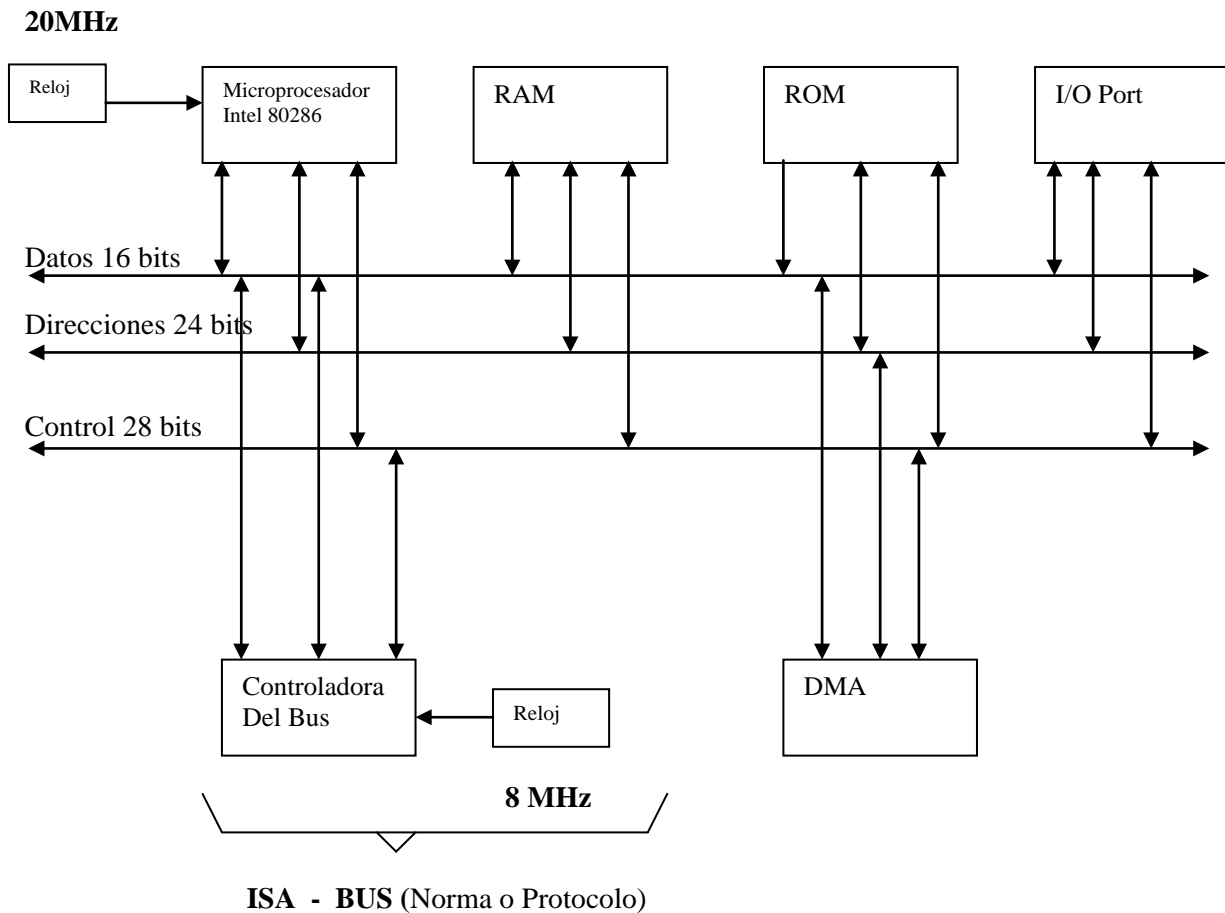 20MHz
Reloj
Microprocesador
Intel 80286
RAM
ROM
I/O Port
Datos 16 bits
Direcciones 24 bits
Control 28 bits
Controladora
Del Bus
Reloj
DMA
8 MHz
ISA - BUS (Norma o Protocolo)